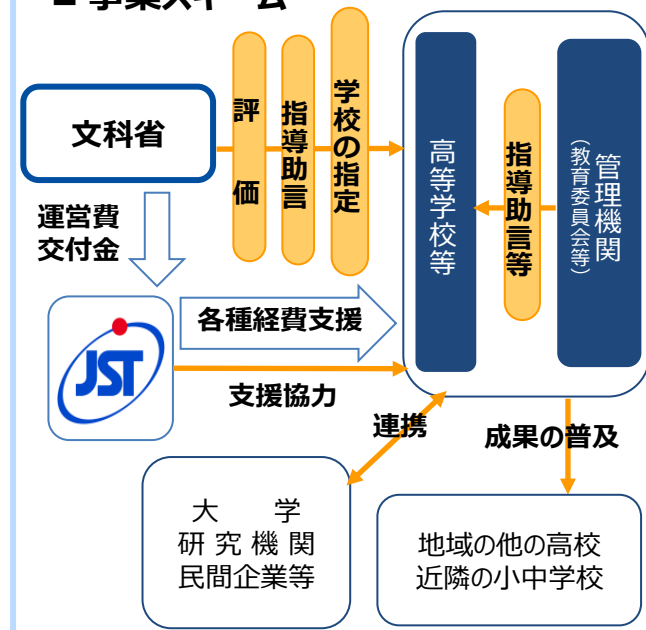 ■ 事業スキーム
文科省
評価
指導助言
学校の指定
高等学校等
指導助言等
管理機関
(教育委員会等)
運営費
交付金
JST
各種経費支援
支援協力
連携
成果の普及
大　学
研究機関
民間企業等
地域の他の高校
近隣の小中学校